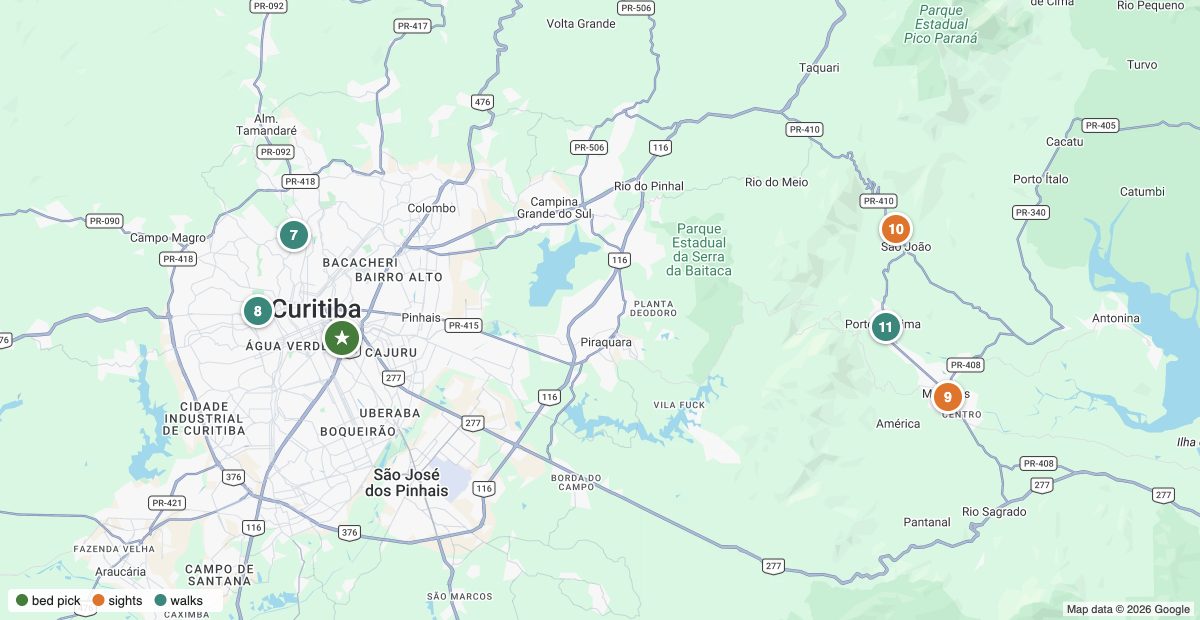 PR-092
PR-506
de Cima
Rio Pequeno
Volta Grande
PR-417
Parque
Estadual
Pico Paraná
Taquari
Turvo
476
Alm.
Tamandaré
PR-410
PR-405
PR-092
PR-506
116
Cacatu
PR-418
Rio do Pinhal
Rio do Meio
Porto Ítalo
Catumbi
Colombo
Campina
Grande do Sul
PR-410
PR-340
PR-090
Campo Magro
7
Parque
Estadual
da Serra
da Baitaca
10
São João
PR-418
BACACHERI
BAIRRO ALTO
116
8
Curitiba
Pinhais
PR-415
PLANTA
DEODORO
11
Antonina
76
ÁGUA VERDE
CAJURU
Piraquara
PR-408
277
116
VILA FUCK
9
CENTRO
CIDADE
INDUSTRIAL
DE CURITIBA
UBERABA
BOQUEIRÃO
277
América
Ilha
São José
dos Pinhais
376
116
BORDA DO
CAMPO
PR-408
277
277
PR-421
116
376
Pantanal
Rio Sagrado
FAZENDA VELHA
Araucária
CAMPO DE
SANTANA
277
SÃO MARCOS
bed pick
sights
walks
CAXIMBA
Map data © 2026 Google